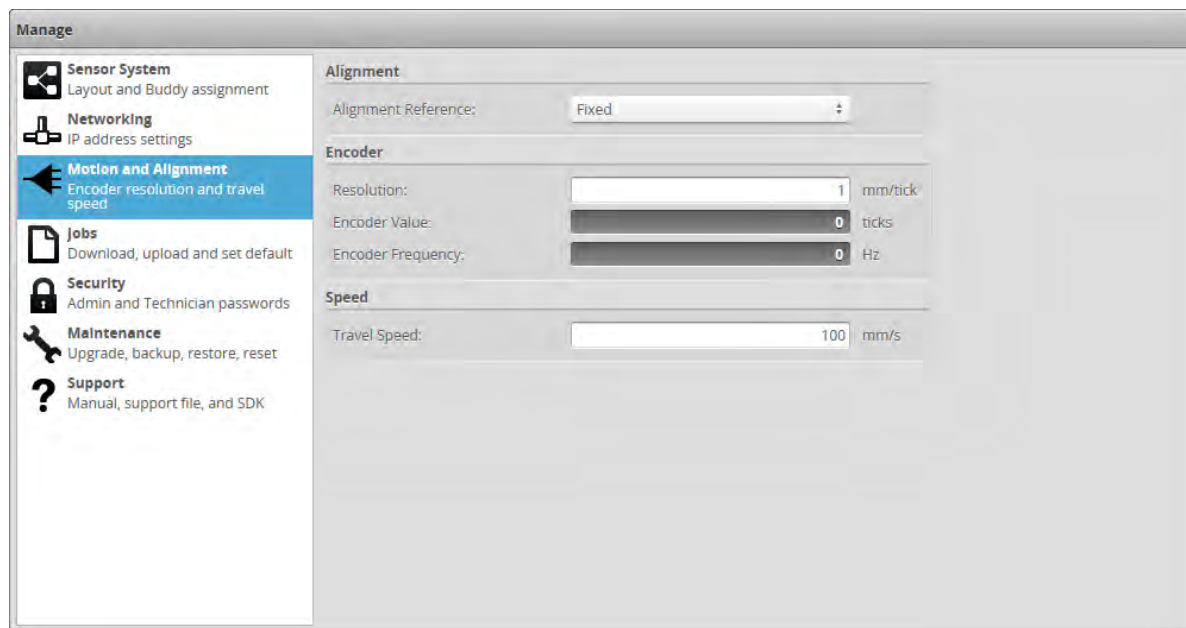 Manage
Sensor System
Layout and Buddy assignment
Networking
IP address settings
Motion and Alignment
Encoder resolution and travel
speed
Jobs
Download, upload and set default
Security
Admin and Technician passwords
Maintenance
Upgrade, backup, restore, reset
Support
Manual, support file, and SDK
Alignment
Alignment Reference: Fixed
Encoder
Resolution: 1 mm/tick
Encoder Value: 0 ticks
Encoder Frequency: 0 Hz
Speed
Travel Speed: 100 mm/s